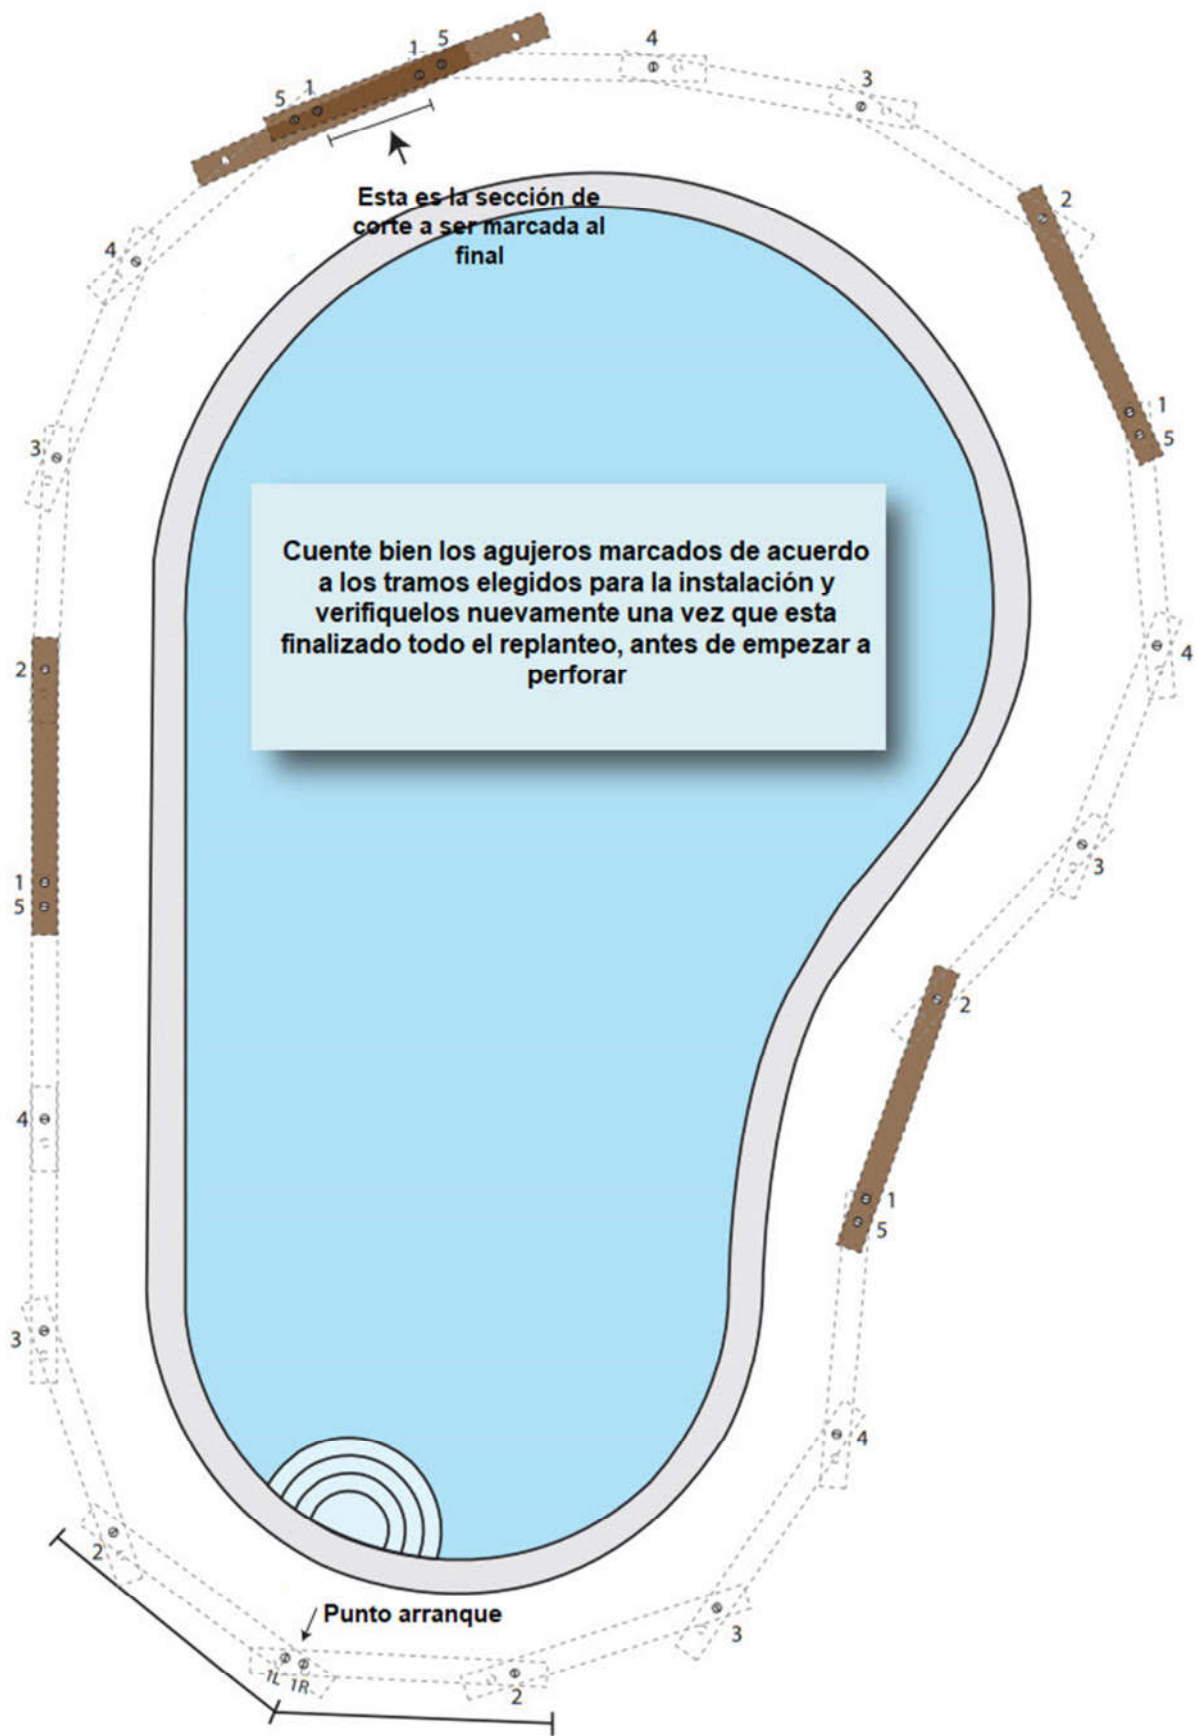 5
4
1
3
5
1
Esta es la sección de
corte a ser marcada al
final
2
4
1
5
3
Cuente bien los agujeros marcados de acuerdo
a los tramos elegidos para la instalación y
verifiquelos nuevamente una vez que esta
finalizado todo el replanteo, antes de empezar a
perforar
4
2
3
1
5
2
4
1
5
3
4
2
Punto arranque
3
1L 1R
2